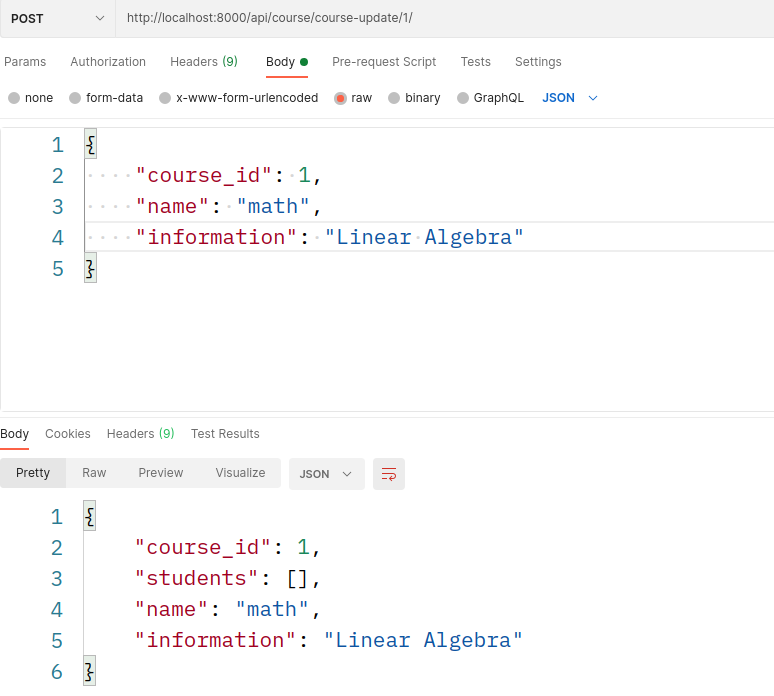 POST http://localhost:8000/api/course/course-update/1/
Params Authorization Headers (9) Body Pre-request Script Tests Settings
none form-data x-www-form-urlencoded raw binary GraphQL JSON
1 {
2 "course_id": 1,
3 "name": "math",
4 "information": "Linear Algebra"
5 }
Body Cookies Headers (9) Test Results
Pretty Raw Preview Visualize JSON
1 {
2 "course_id": 1,
3 "students": [],
4 "name": "math",
5 "information": "Linear Algebra"
6 }